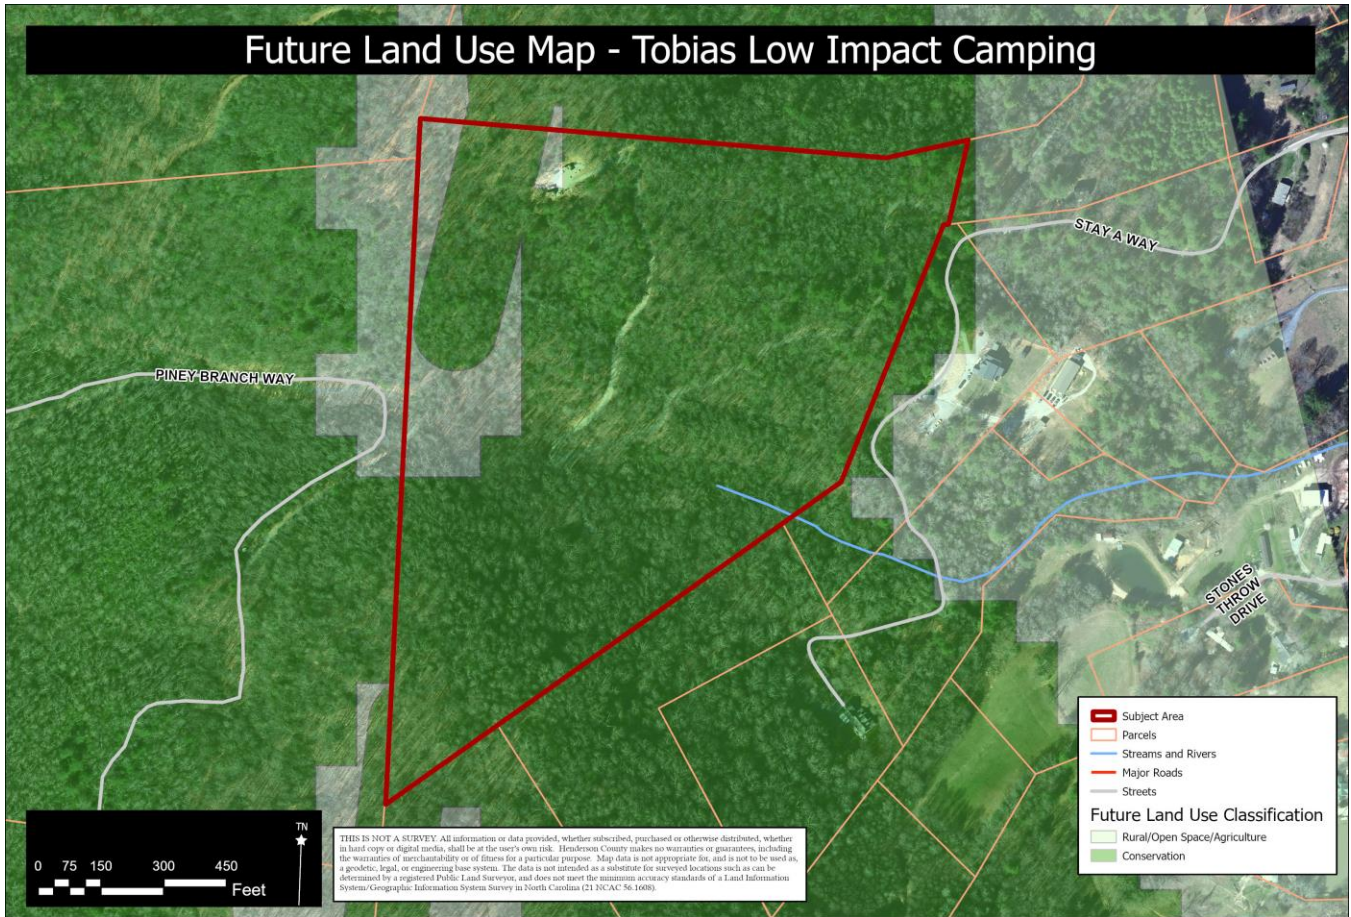 Future Land Use Map - Tobias Low Impact Camping
STAY A WAY
PINEY BRANCH WAY
STONES
THROW
DRIVE
Subject Area
Parcels
Streams and Rivers
Major Roads
Streets
Future Land Use Classification
Rural/Open Space/Agriculture
Conservation
TN
0 75 150 300 450
Feet
THIS IS NOT A SURVEY. All information or data provided, whether subscribed, purchased or otherwise distributed, whether
in hard copy or digital media, shall be at the user's own risk. Henderson County makes no warranties or guarantees, including
the warranties of merchantability or of fitness for a particular purpose. Map data is not appropriate for, and is not to be used as,
a geodetic, legal, or engineering base system. The data is not intended as a substitute for surveyed locations such as can be
determined by a registered Public Land Surveyor, and does not meet the minimum accuracy standards of a Land Information
System/Geographic Information System Survey in North Carolina (21 NCAC 56.1608).